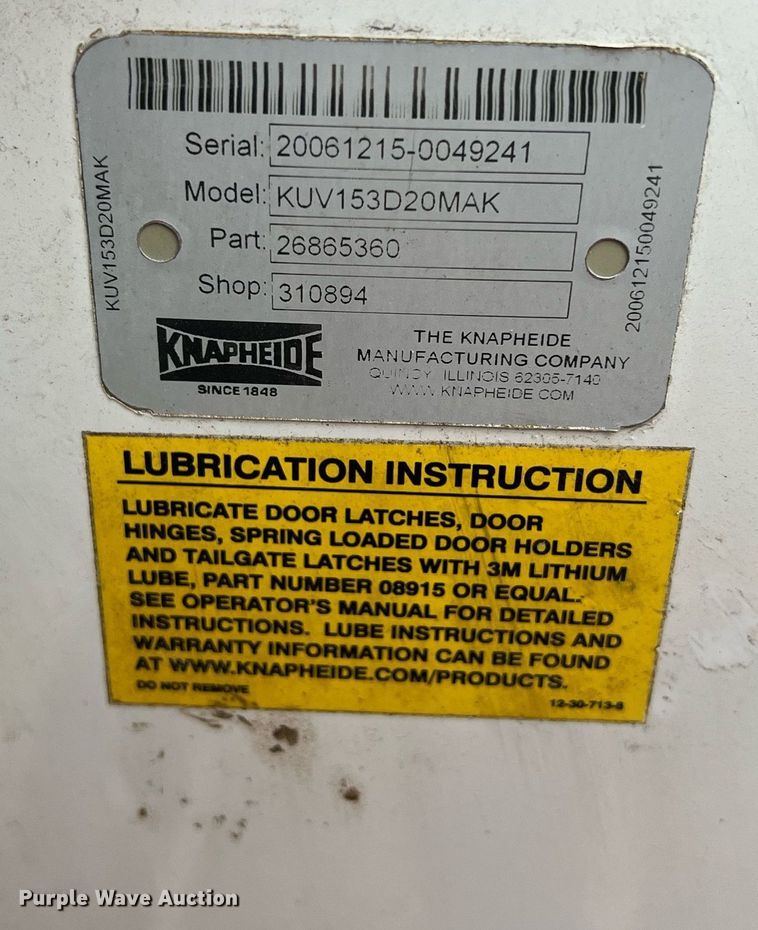 Serial: 20061215-0049241
Model: KUV153D20MAK
Part: 26865360
Shop: 310894
KUV153D20MAK
200612150049241
KNAPHEIDE
SINCE 1848
THE KNAPHEIDE
MANUFACTURING COMPANY
QUINCY, ILLINOIS 62305-7140
WWW.KNAPHEIDE.COM
LUBRICATION INSTRUCTION
LUBRICATE DOOR LATCHES, DOOR
HINGES, SPRING LOADED DOOR HOLDERS
AND TAILGATE LATCHES WITH 3M LITHIUM
LUBE, PART NUMBER 08915 OR EQUAL.
SEE OPERATOR'S MANUAL FOR DETAILED
INSTRUCTIONS. LUBE INSTRUCTIONS AND
WARRANTY INFORMATION CAN BE FOUND
AT WWW.KNAPHEIDE.COM/PRODUCTS.
DO NOT REMOVE
12-30-713-8
Purple Wave Auction